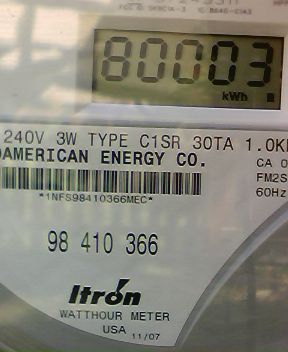 80003
kWh
240V 3W TYPE C1SR 30TA 1.0K
AMERICAN ENERGY CO.
CA 0
FM2S
60Hz
*1NFS98410366MEC*
98 410 366
Itron
WATTHOUR METER
USA 11/07